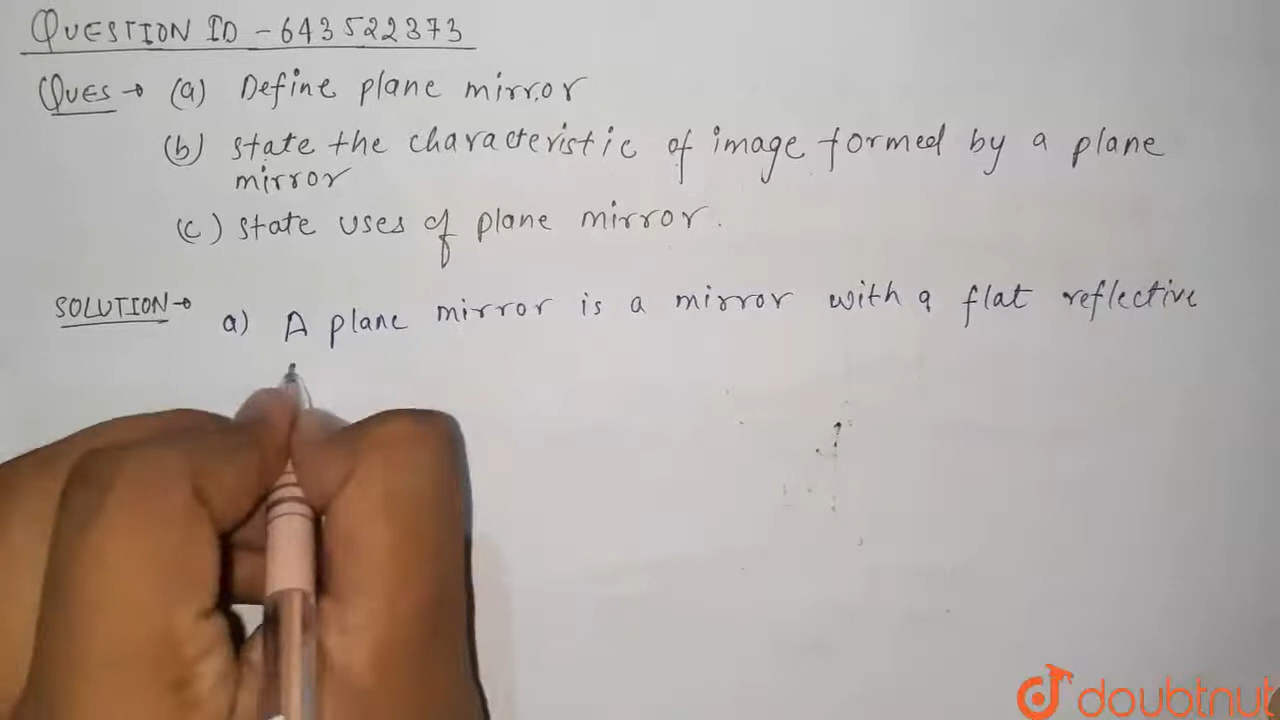 QUESTION ID - 643522373
QUES → (a) Define plane mirror
(b) state the characteristic of image formed by a plane
mirror
(c) state uses of plane mirror.
SOLUTION → a) A plane mirror is a mirror with a flat reflective
doubtnut